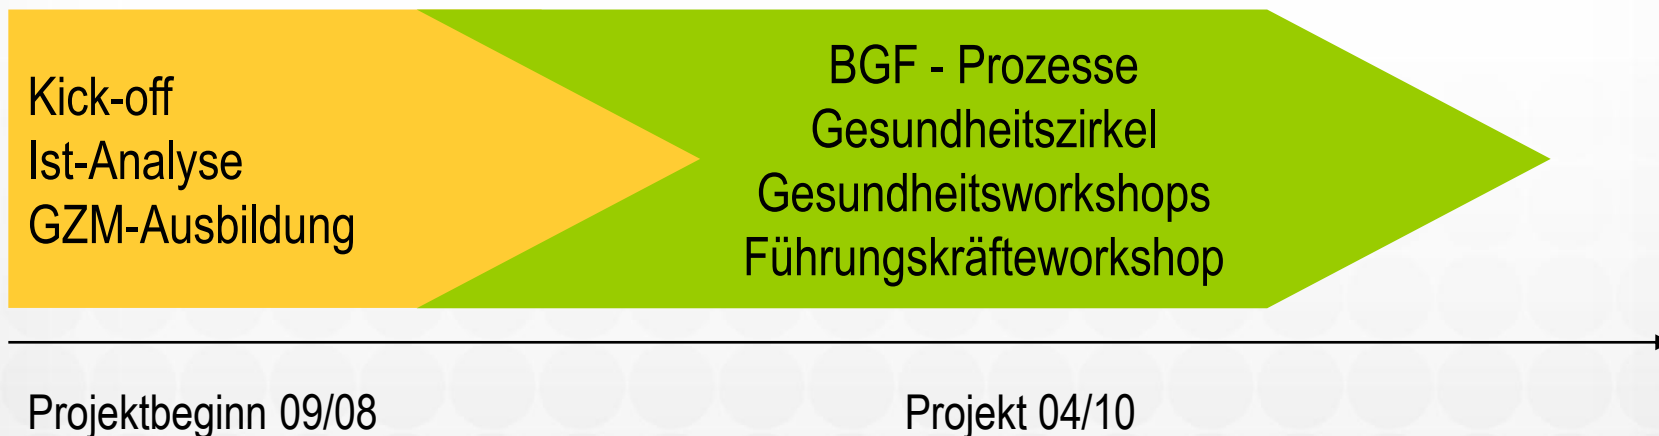 Kick-off
Ist-Analyse
GZM-Ausbildung
BGF - Prozesse
Gesundheitszirkel
Gesundheitsworkshops
Führungskräfteworkshop
Projektbeginn 09/08
Projekt 04/10